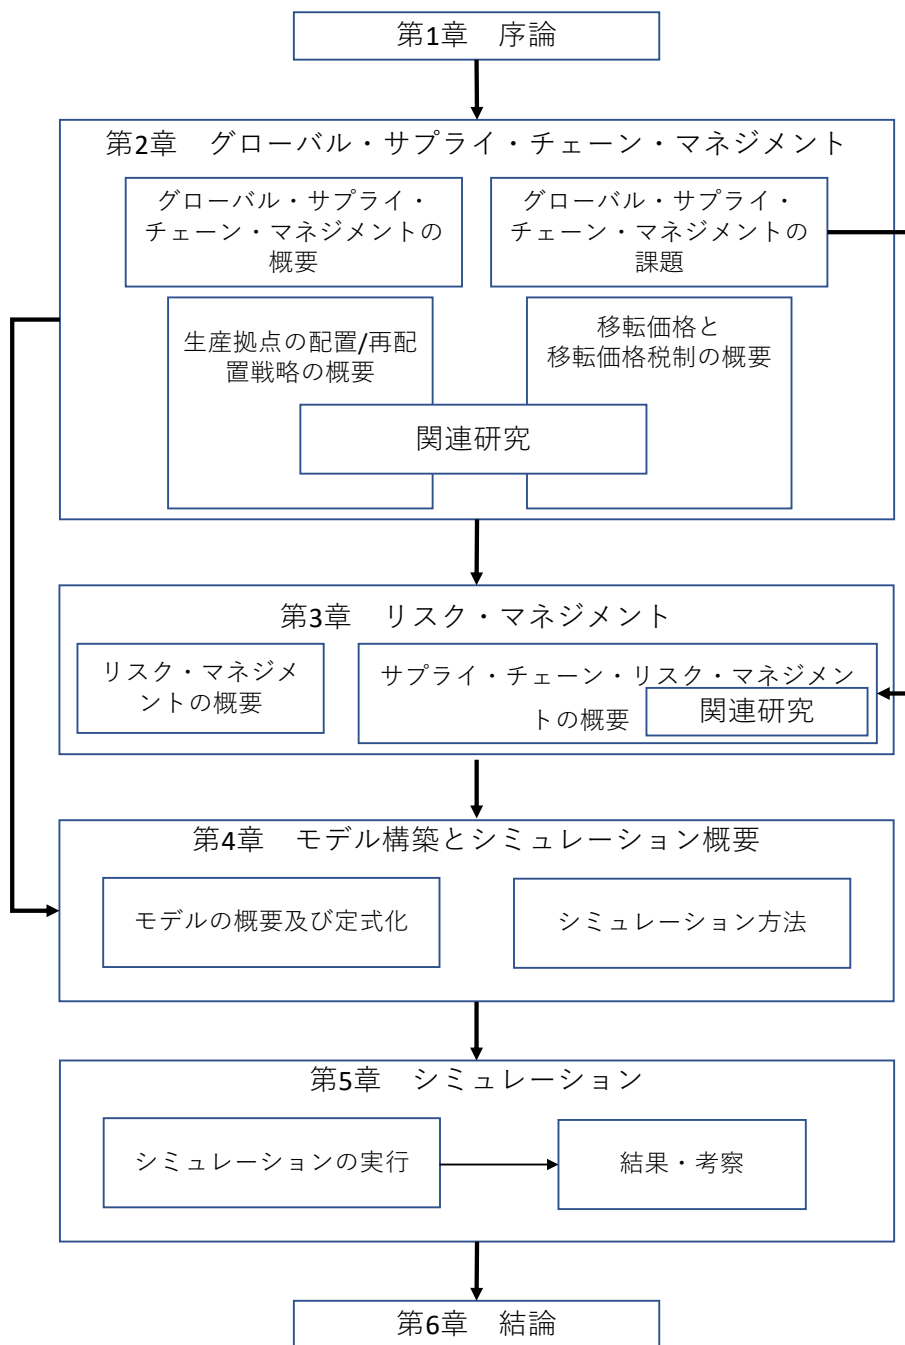 第1章　序論
第2章　グローバル・サプライ・チェーン・マネジメント
グローバル・サプライ・
チェーン・マネジメントの
概要
グローバル・サプライ・
チェーン・マネジメントの
課題
生産拠点の配置/再配
置戦略の概要
移転価格と
移転価格税制の概要
関連研究
第3章　リスク・マネジメント
リスク・マネジメ
ントの概要
サプライ・チェーン・リスク・マネジメン
トの概要
関連研究
第4章　モデル構築とシミュレーション概要
モデルの概要及び定式化
シミュレーション方法
第5章　シミュレーション
シミュレーションの実行
結果・考察
第6章　結論